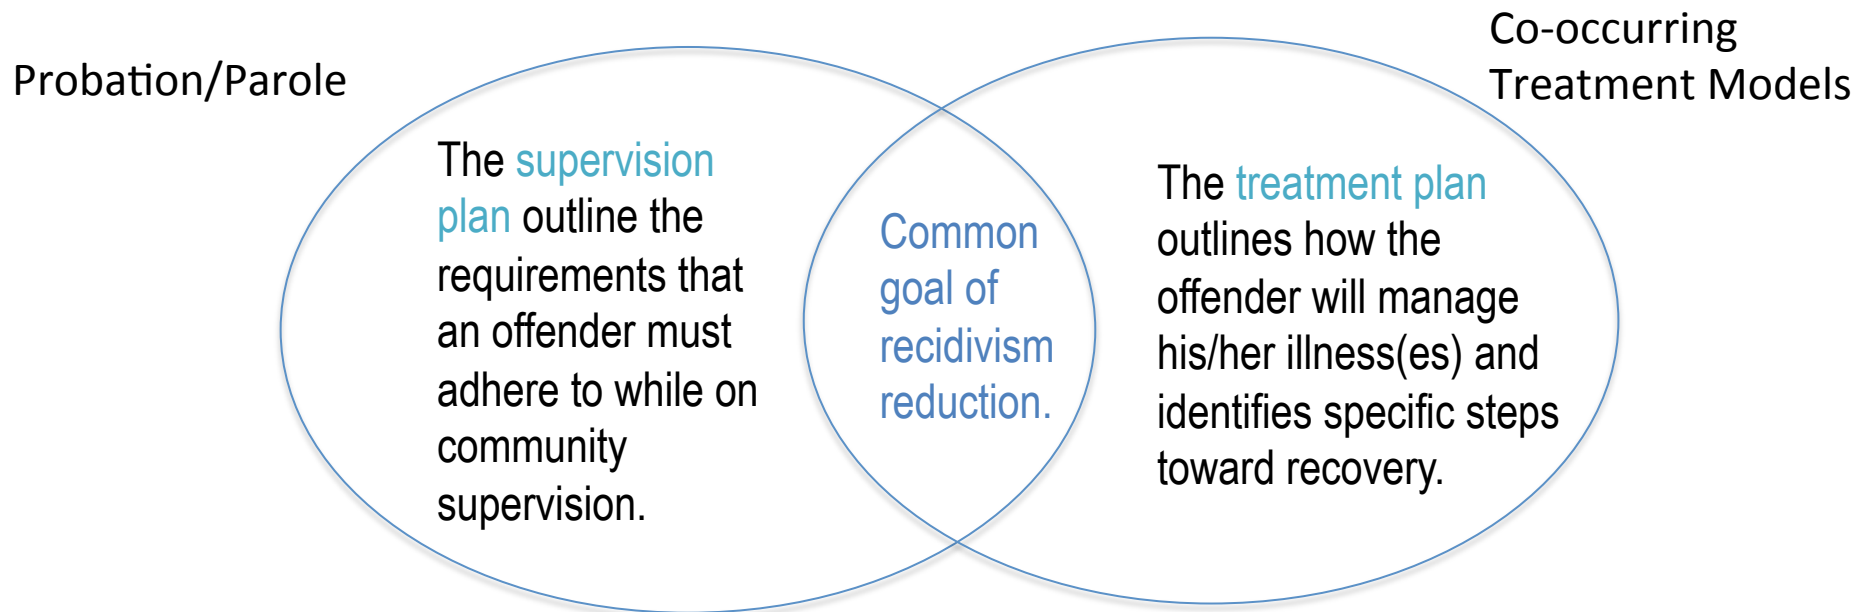 Probation/Parole
Co-occurring
Treatment Models
The supervision
plan outline the
requirements that
an offender must
adhere to while on
community
supervision.
Common
goal of
recidivism
reduction.
The treatment plan
outlines how the
offender will manage
his/her illness(es) and
identifies specific steps
toward recovery.